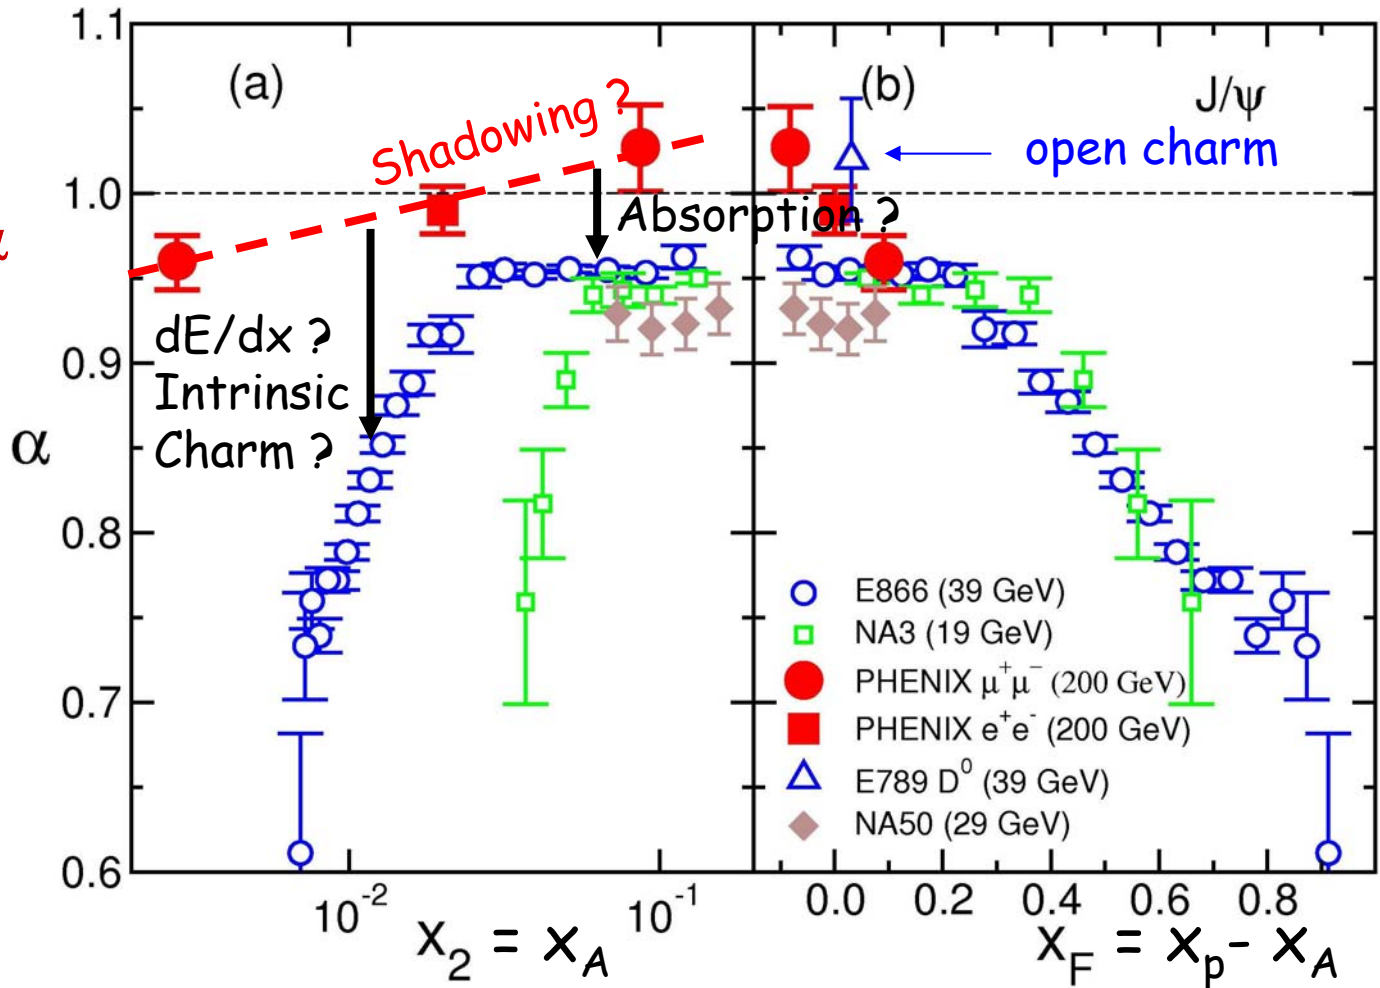 1.1
1.0
0.9
0.8
0.7
0.6
α
α
(a)
Shadowing ?
Absorption ?
dE/dx ?
Intrinsic
Charm ?
10⁻²
10⁻¹
x₂ = x_A
(b)
J/ψ
open charm
E866 (39 GeV)
NA3 (19 GeV)
PHENIX μ⁺μ⁻ (200 GeV)
PHENIX e⁺e⁻ (200 GeV)
E789 D⁰ (39 GeV)
NA50 (29 GeV)
0.0 0.2 0.4 0.6 0.8
x_F = x_p - x_A